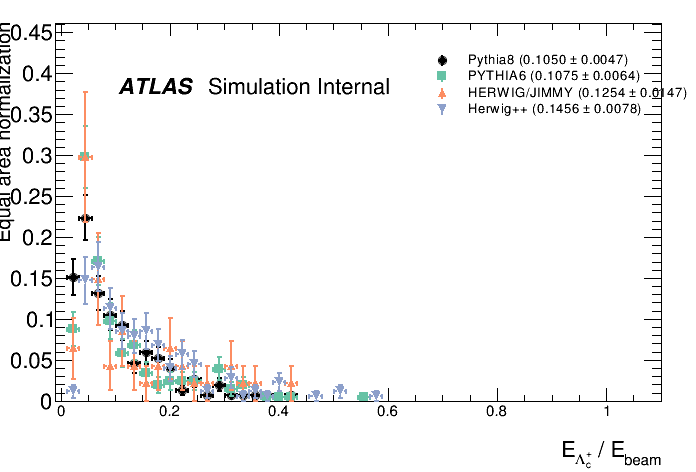 Equal area normalization
0.45
0.4
0.35
0.3
0.25
0.2
0.15
0.1
0.05
0
ATLAS Simulation Internal
Pythia8 (0.1050 ± 0.0047)
PYTHIA6 (0.1075 ± 0.0064)
HERWIG/JIMMY (0.1254 ± 0.0147)
Herwig++ (0.1456 ± 0.0078)
0 0.2 0.4 0.6 0.8 1
E_{Λ_c^+} / E_{beam}